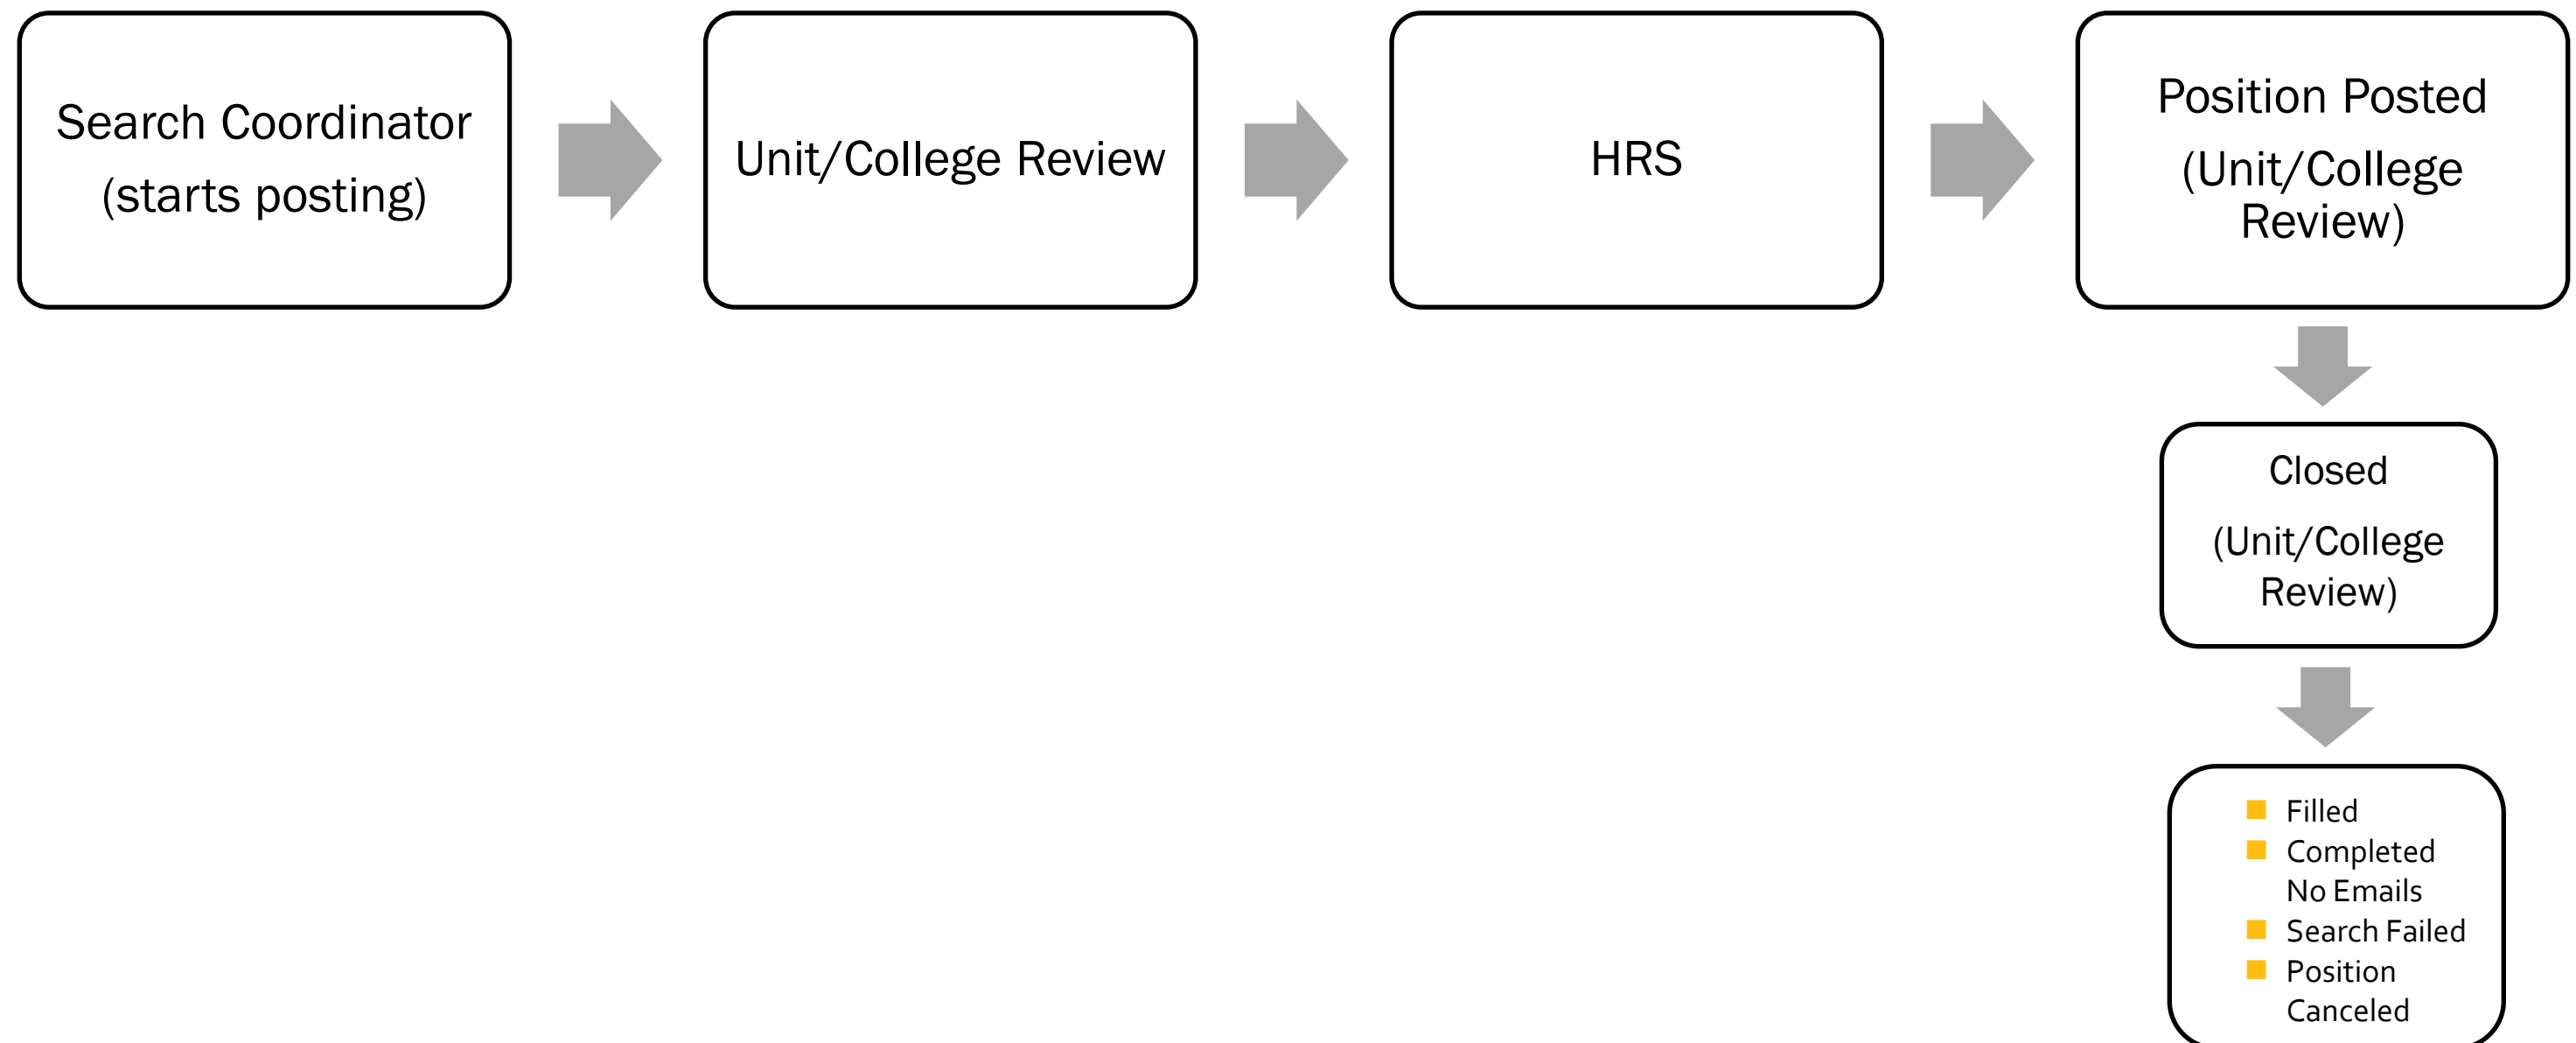 Search Coordinator
(starts posting)
Unit/College Review
HRS
Position Posted
(Unit/College
Review)
Closed
(Unit/College
Review)
Filled
Completed
No Emails
Search Failed
Position
Canceled